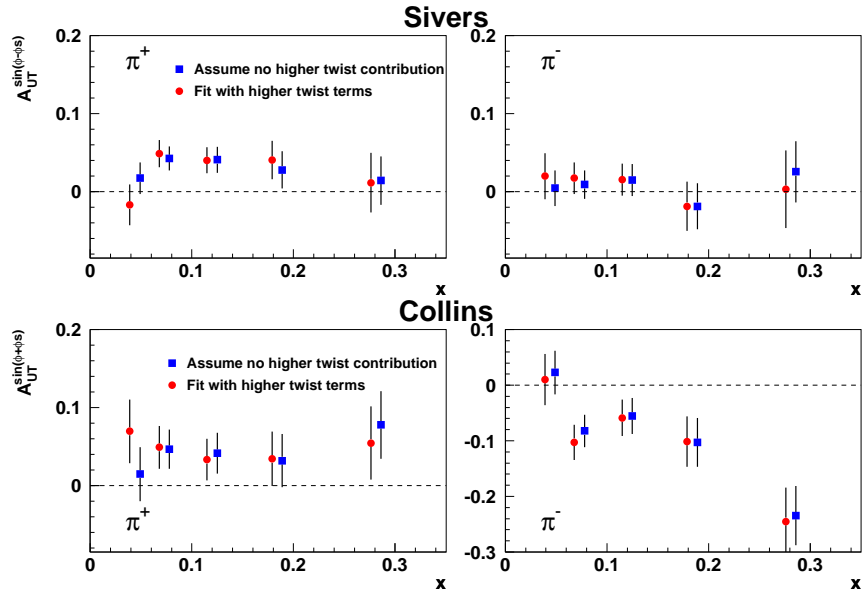 Sivers
A_UT^sin(ϕ-ϕs)
0.2
0.1
0
π+
Assume no higher twist contribution
Fit with higher twist terms
0 0.1 0.2 0.3
x
0.2
0.1
0
π-
0 0.1 0.2 0.3
x
Collins
A_UT^sin(ϕ+ϕs)
0.2
0.1
0
Assume no higher twist contribution
Fit with higher twist terms
π+
0 0.1 0.2 0.3
x
0.1
0
-0.1
-0.2
-0.3
π-
0 0.1 0.2 0.3
x